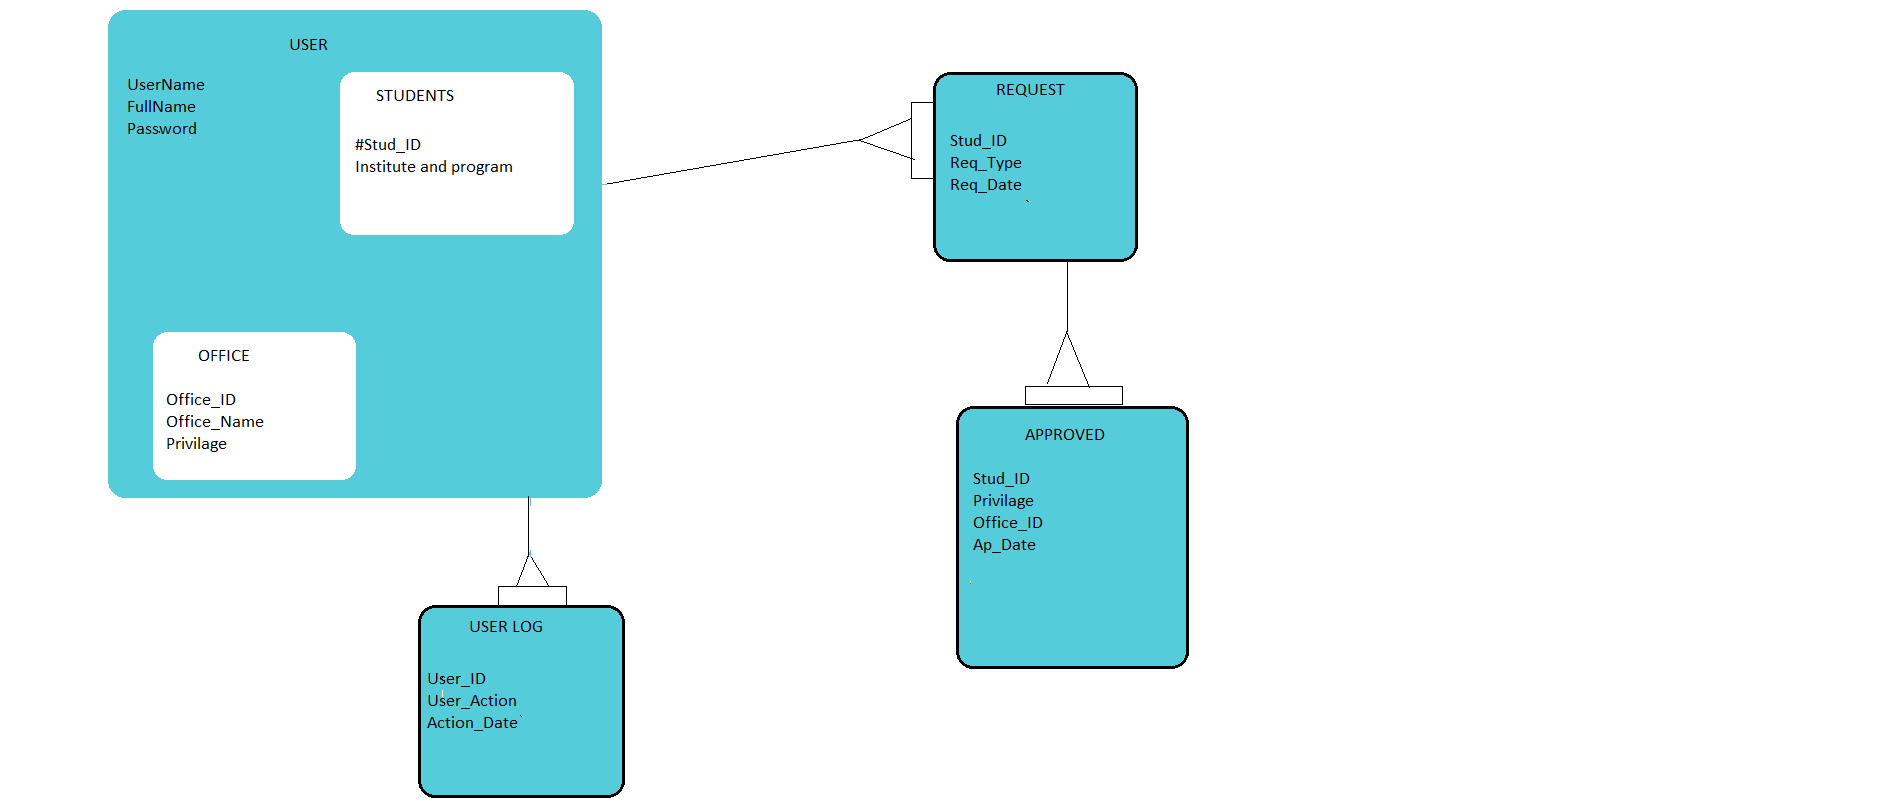 USER
UserName
FullName
Password
STUDENTS
#Stud_ID
Institute and program
OFFICE
Office_ID
Office_Name
Privilage
REQUEST
Stud_ID
Req_Type
Req_Date
APPROVED
Stud_ID
Privilage
Office_ID
Ap_Date
USER LOG
User_ID
User_Action
Action_Date